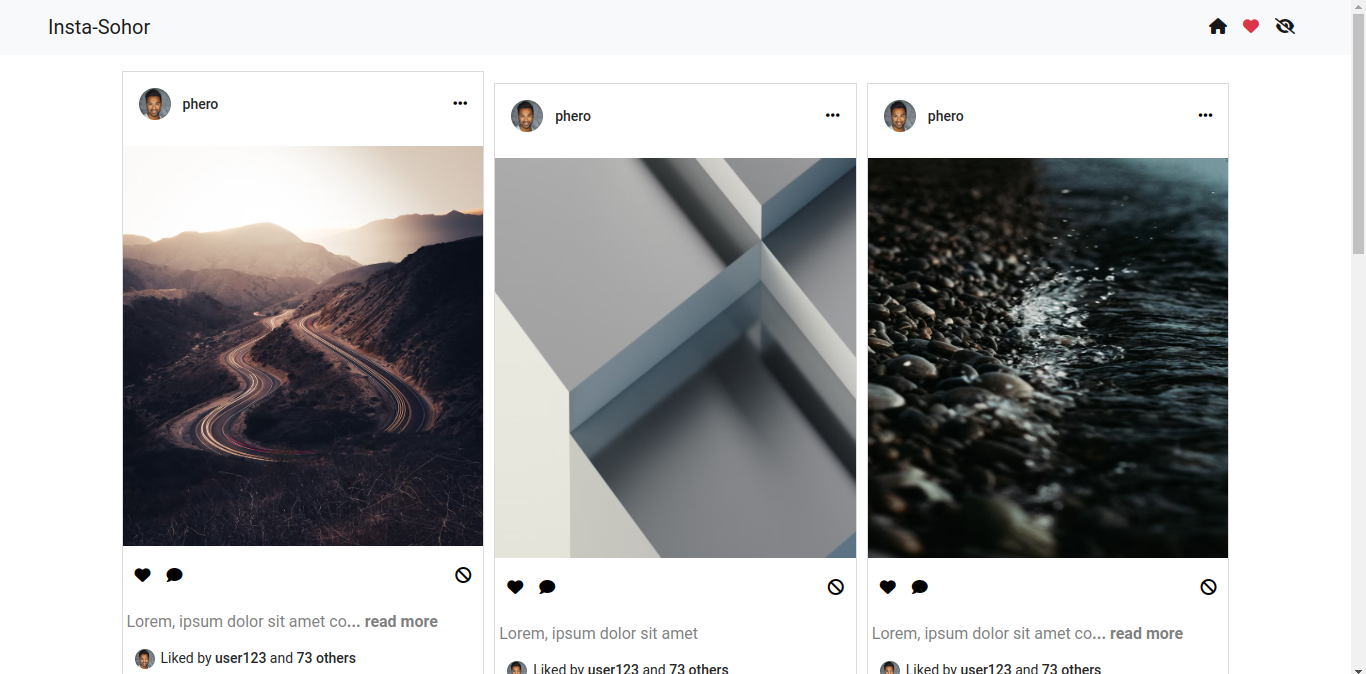 Insta-Sohor
phero
Lorem, ipsum dolor sit amet co... read more
Liked by user123 and 73 others
phero
Lorem, ipsum dolor sit amet
Liked by user123 and 73 others
phero
Lorem, ipsum dolor sit amet co... read more
Liked by user123 and 73 others